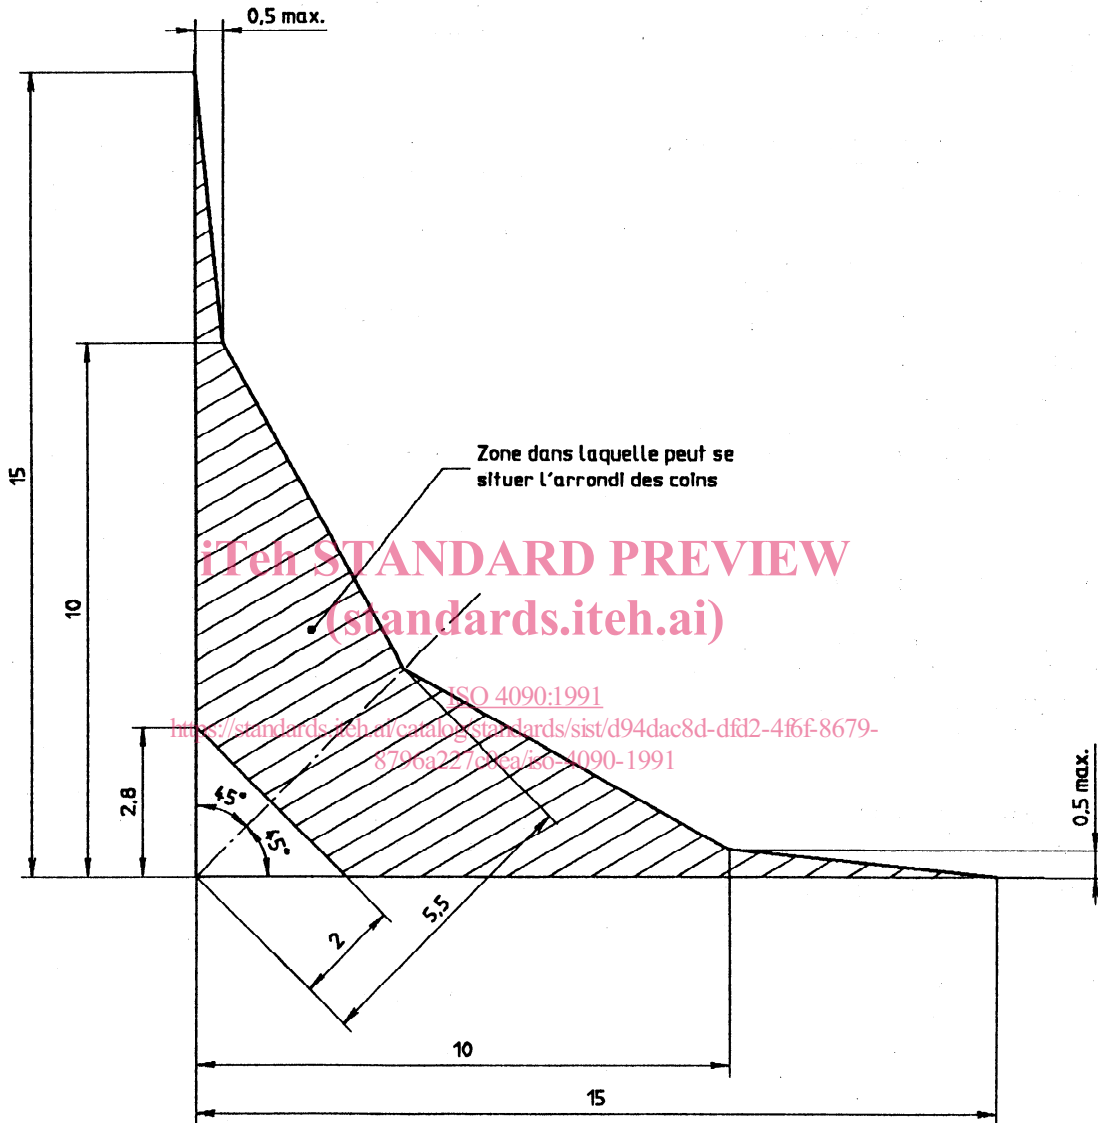 0,5 max.
15
10
Zone dans laquelle peut se
situer l'arrondi des coins
iTeh STANDARD PREVIEW
(standards.iteh.ai)
ISO 4090:1991
https://standards.iteh.ai/catalog/standards/sist/d94dac8d-dfd2-4f6f-8679-
8796a227c0ea/iso-4090-1991
2,8
45°
45°
0,5 max.
5,5
2
10
15